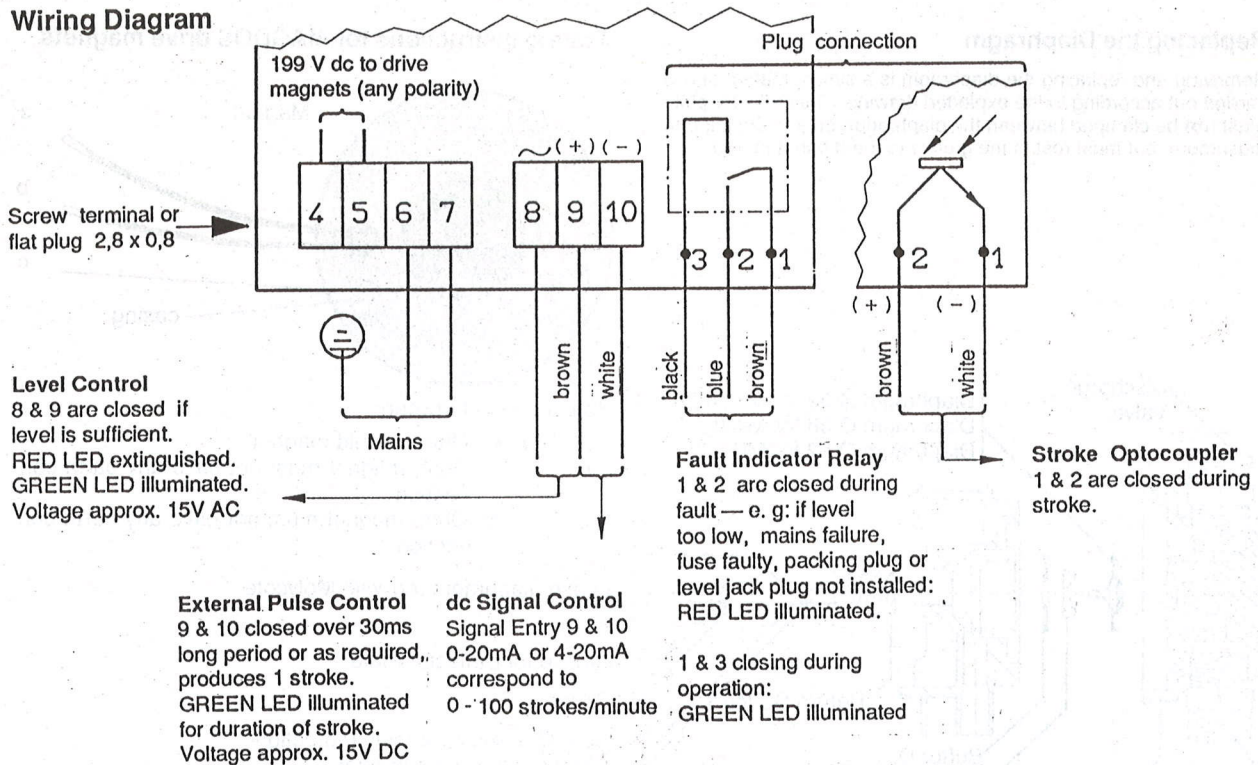 Wiring Diagram
199 V dc to drive
magnets (any polarity)
Plug connection
~ (+) (-)
4 5 6 7
8 9 10
3 2 1
2 1
Screw terminal or
flat plug 2,8 x 0,8
(+) (-)
brown
white
black
blue
brown
brown
white
Mains
Level Control
8 & 9 are closed if
level is sufficient.
RED LED extinguished.
GREEN LED illuminated.
Voltage approx. 15V AC
Fault Indicator Relay
1 & 2 are closed during
fault — e. g: if level
too low, mains failure,
fuse faulty, packing plug or
level jack plug not installed:
RED LED illuminated.
1 & 3 closing during
operation:
GREEN LED illuminated
Stroke Optocoupler
1 & 2 are closed during
stroke.
External Pulse Control
9 & 10 closed over 30ms
long period or as required,
produces 1 stroke.
GREEN LED illuminated
for duration of stroke.
Voltage approx. 15V DC
dc Signal Control
Signal Entry 9 & 10
0-20mA or 4-20mA
correspond to
0 - 100 strokes/minute